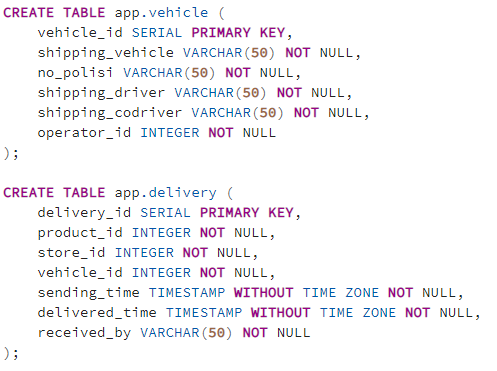 CREATE TABLE app.vehicle (
    vehicle_id SERIAL PRIMARY KEY,
    shipping_vehicle VARCHAR(50) NOT NULL,
    no_polisi VARCHAR(50) NOT NULL,
    shipping_driver VARCHAR(50) NOT NULL,
    shipping_codriver VARCHAR(50) NOT NULL,
    operator_id INTEGER NOT NULL
);

CREATE TABLE app.delivery (
    delivery_id SERIAL PRIMARY KEY,
    product_id INTEGER NOT NULL,
    store_id INTEGER NOT NULL,
    vehicle_id INTEGER NOT NULL,
    sending_time TIMESTAMP WITHOUT TIME ZONE NOT NULL,
    delivered_time TIMESTAMP WITHOUT TIME ZONE NOT NULL,
    received_by VARCHAR(50) NOT NULL
);